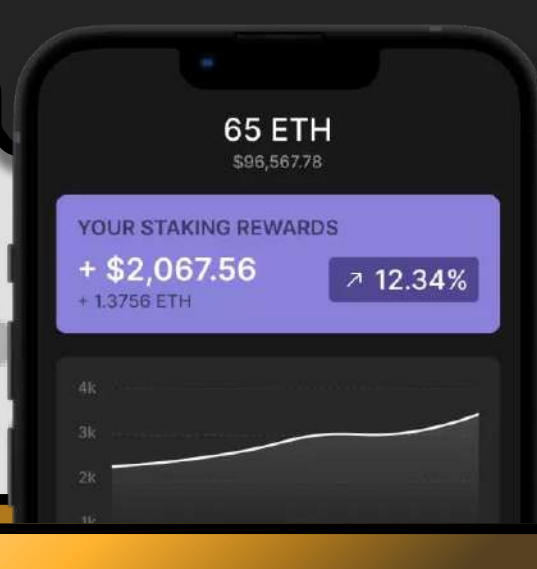 65 ETH
$96,567.78
YOUR STAKING REWARDS
+ $2,067.56
↗ 12.34%
+ 1.3756 ETH
4k
3k
2k
1k